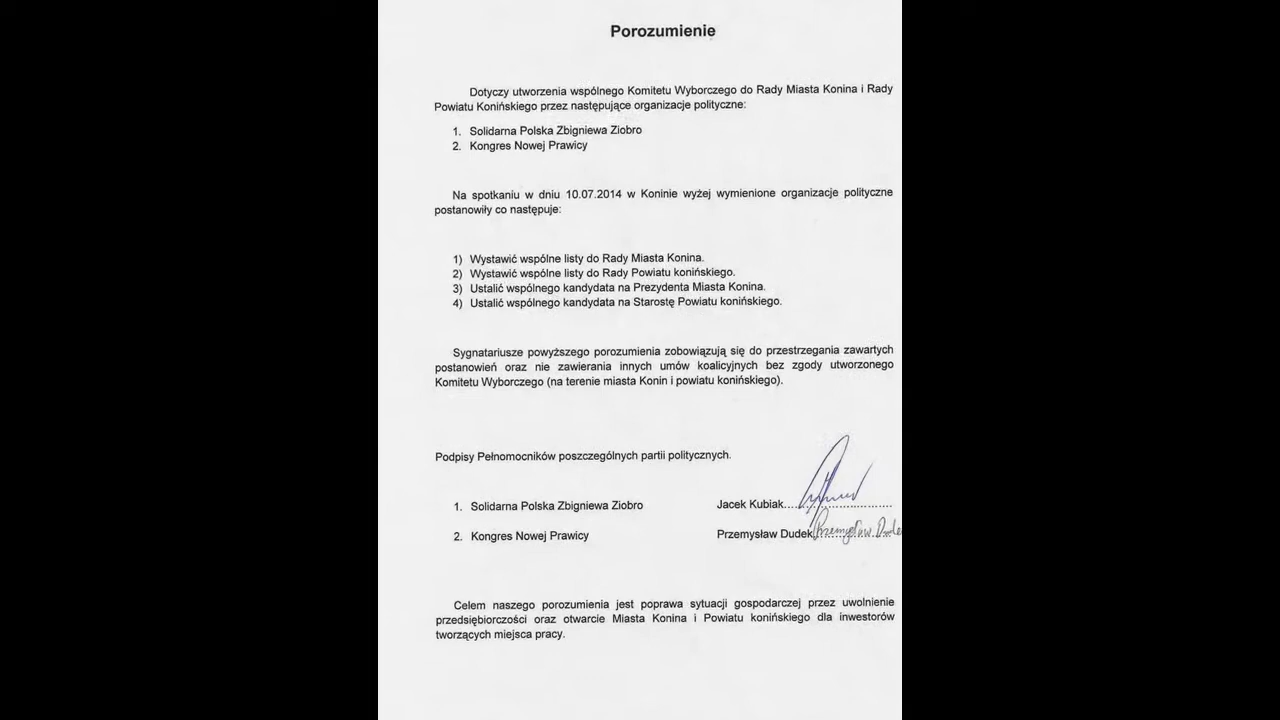 Porozumienie
Dotyczy utworzenia wspólnego Komitetu Wyborczego do Rady Miasta Konina i Rady
Powiatu Konińskiego przez następujące organizacje polityczne:
1. Solidarna Polska Zbigniewa Ziobro
2. Kongres Nowej Prawicy
Na spotkaniu w dniu 10.07.2014 w Koninie wyżej wymienione organizacje polityczne
postanowiły co następuje:
1) Wystawić wspólne listy do Rady Miasta Konina.
2) Wystawić wspólne listy do Rady Powiatu konińskiego.
3) Ustalić wspólnego kandydata na Prezydenta Miasta Konina.
4) Ustalić wspólnego kandydata na Starostę Powiatu konińskiego.
Sygnatariusze powyższego porozumienia zobowiązują się do przestrzegania zawartych
postanowień oraz nie zawierania innych umów koalicyjnych bez zgody utworzonego
Komitetu Wyborczego (na terenie miasta Konin i powiatu konińskiego).
Podpisy Pełnomocników poszczególnych partii politycznych.
1. Solidarna Polska Zbigniewa Ziobro Jacek Kubiak
2. Kongres Nowej Prawicy Przemysław Dudek Przemysław
Celem naszego porozumienia jest poprawa sytuacji gospodarczej przez uwolnienie
przedsiębiorczości oraz otwarcie Miasta Konina i Powiatu konińskiego dla inwestorów
tworzących miejsca pracy.